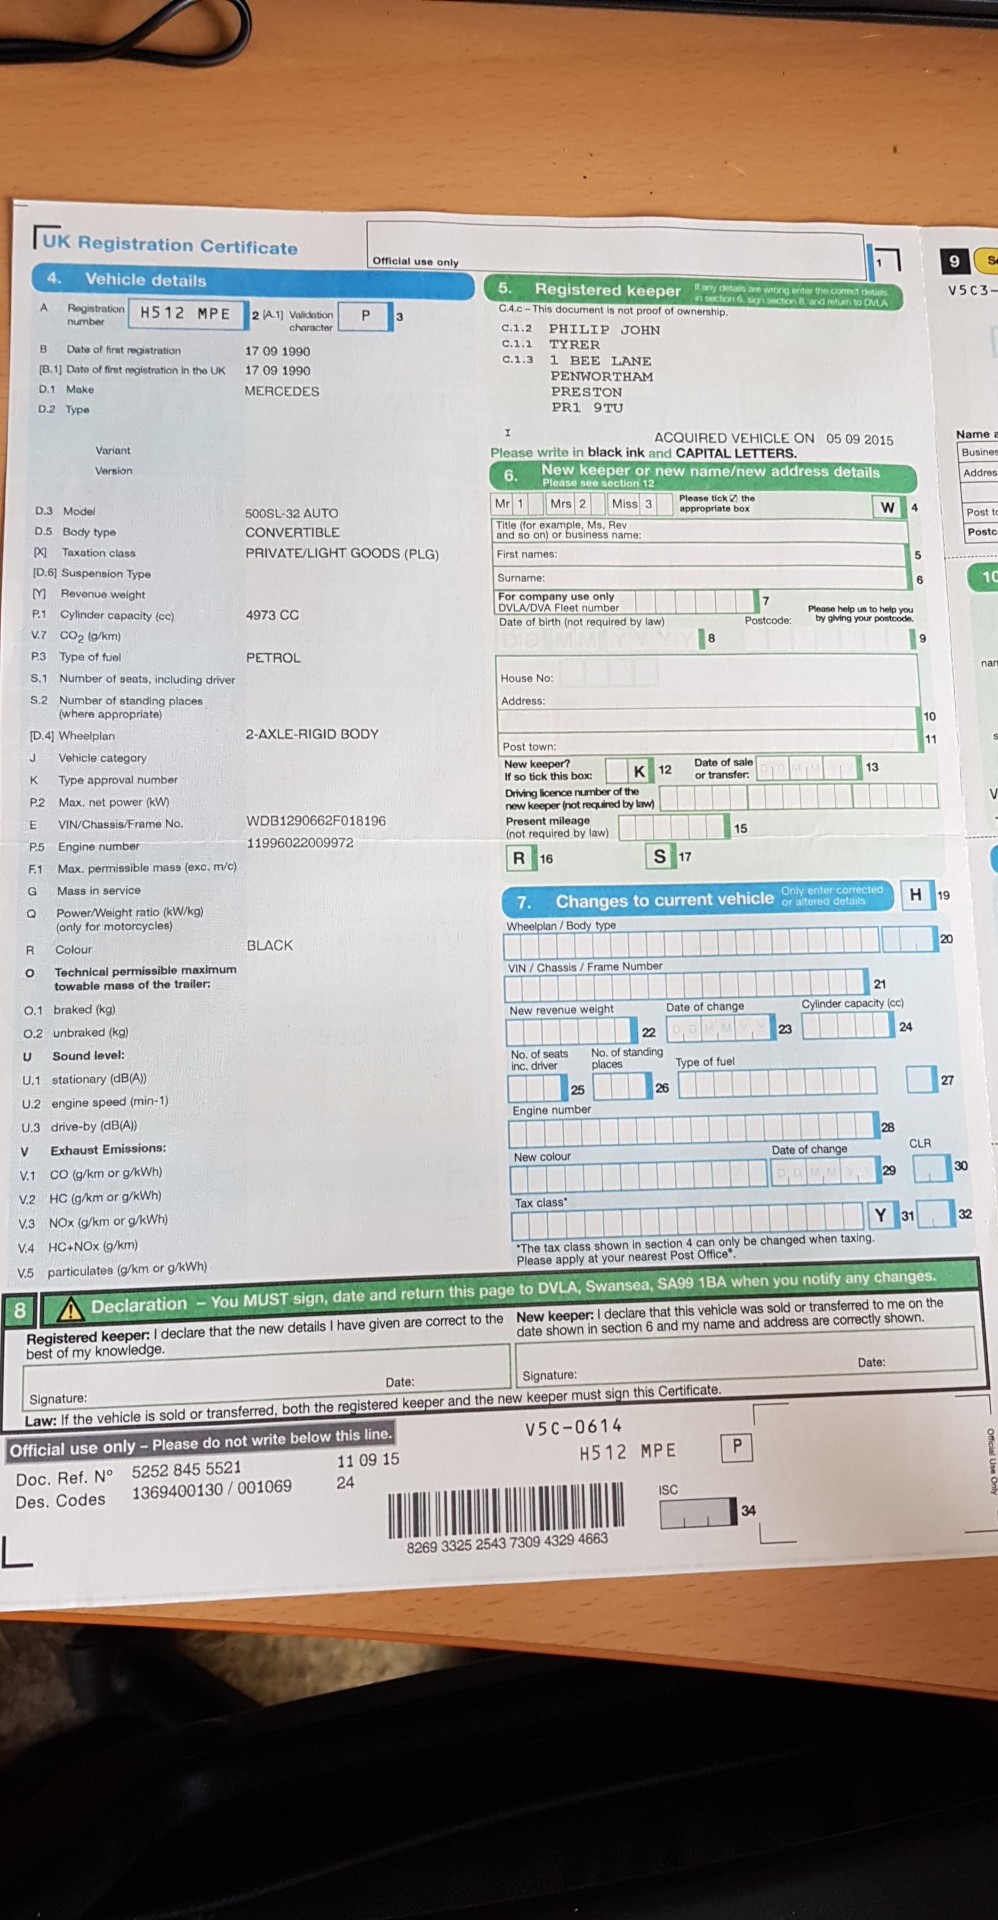 UK Registration Certificate
Official use only
1
4. Vehicle details
A Registration number H512 MPE 2 [A.1] Validation character P 3
B Date of first registration 17 09 1990
[B.1] Date of first registration in the UK 17 09 1990
D.1 Make MERCEDES
D.2 Type
Variant
Version
D.3 Model 500SL-32 AUTO
D.5 Body type CONVERTIBLE
[X] Taxation class PRIVATE/LIGHT GOODS (PLG)
[D.6] Suspension Type
[Y] Revenue weight
P.1 Cylinder capacity (cc) 4973 CC
V.7 CO2 (g/km)
P.3 Type of fuel PETROL
S.1 Number of seats, including driver
S.2 Number of standing places
(where appropriate)
[D.4] Wheelplan 2-AXLE-RIGID BODY
J Vehicle category
K Type approval number
P.2 Max. net power (kW)
E VIN/Chassis/Frame No. WDB1290662F018196
P.5 Engine number 11996022009972
F.1 Max. permissible mass (exc. m/c)
G Mass in service
Q Power/Weight ratio (kW/kg)
(only for motorcycles)
R Colour BLACK
O Technical permissible maximum
towable mass of the trailer:
O.1 braked (kg)
O.2 unbraked (kg)
U Sound level:
U.1 stationary (dB(A))
U.2 engine speed (min-1)
U.3 drive-by (dB(A))
V Exhaust Emissions:
V.1 CO (g/km or g/kWh)
V.2 HC (g/km or g/kWh)
V.3 NOx (g/km or g/kWh)
V.4 HC+NOx (g/km)
V.5 particulates (g/km or g/kWh)
5. Registered keeper
If any details are wrong enter the correct details
in section 6, sign section 8, and return to DVLA
C.4.c – This document is not proof of ownership.
C.1.2 PHILIP JOHN
C.1.1 TYRER
C.1.3 1 BEE LANE
PENWORTHAM
PRESTON
PR1 9TU
I ACQUIRED VEHICLE ON 05 09 2015
Please write in black ink and CAPITAL LETTERS.
6. New keeper or new name/new address details
Please see section 12
Mr 1 Mrs 2 Miss 3 Please tick ☑ the appropriate box W 4
Title (for example, Ms, Rev
and so on) or business name:
First names: 5
Surname: 6
For company use only
DVLA/DVA Fleet number 7
Date of birth (not required by law) 8 Postcode: Please help us to help you by giving your postcode. 9
House No:
Address:
10
Post town: 11
New keeper?
If so tick this box: K 12 Date of sale or transfer: 13
Driving licence number of the
new keeper (not required by law)
Present mileage
(not required by law) 15
R 16 S 17
7. Changes to current vehicle Only enter corrected or altered details H 19
Wheelplan / Body type 20
VIN / Chassis / Frame Number 21
New revenue weight 22 Date of change 23 Cylinder capacity (cc) 24
No. of seats inc. driver 25 No. of standing places 26 Type of fuel 27
Engine number 28
New colour Date of change 29 CLR 30
Tax class* Y 31 32
*The tax class shown in section 4 can only be changed when taxing.
Please apply at your nearest Post Office®.
8 Declaration – You MUST sign, date and return this page to DVLA, Swansea, SA99 1BA when you notify any changes.
Registered keeper: I declare that the new details I have given are correct to the
best of my knowledge.
Signature: Date:
New keeper: I declare that this vehicle was sold or transferred to me on the
date shown in section 6 and my name and address are correctly shown.
Signature: Date:
Law: If the vehicle is sold or transferred, both the registered keeper and the new keeper must sign this Certificate.
Official use only – Please do not write below this line.
Doc. Ref. Nº 5252 845 5521 11 09 15
Des. Codes 1369400130 / 001069 24
V5C-0614
H512 MPE P
ISC 34
8269 3325 2543 7309 4329 4663
Official Use Only
9
V5C3-
Name
Post
10